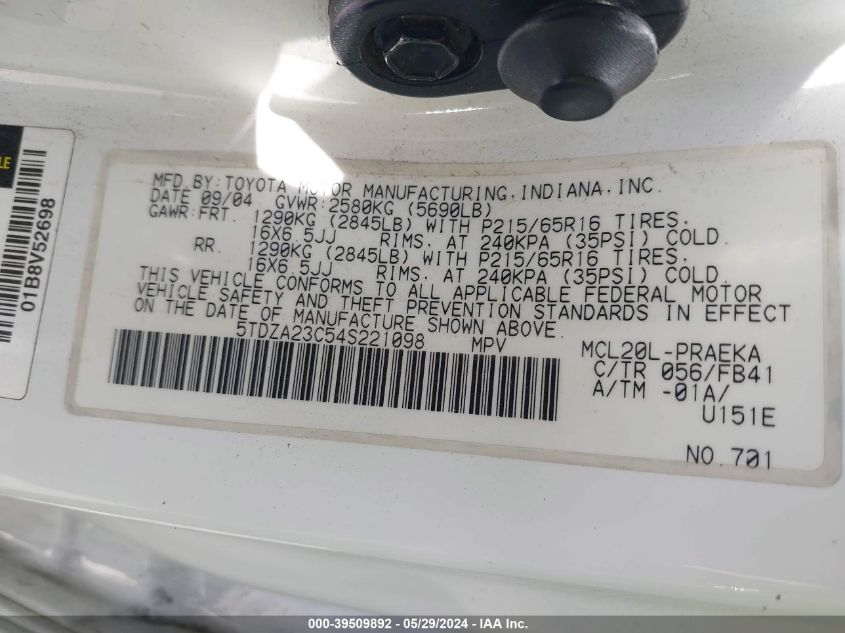 MFD.BY:TOYOTA MOTOR MANUFACTURING,INDIANA,INC.
DATE 09/04 GVWR:2580KG (5690LB)
GAWR:FRT. 1290KG (2845LB) WITH P215/65R16 TIRES.
16X6.5JJ RIMS. AT 240KPA (35PSI) COLD.
RR. 1290KG (2845LB) WITH P215/65R16 TIRES.
16X6.5JJ RIMS. AT 240KPA (35PSI) COLD.
THIS VEHICLE CONFORMS TO ALL APPLICABLE FEDERAL MOTOR
VEHICLE SAFETY AND THEFT PREVENTION STANDARDS IN EFFECT
ON THE DATE OF MANUFACTURE SHOWN ABOVE.
5TDZA23C54S221098 MPV
MCL20L-PRAEKA
C/TR 056/FB41
A/TM -01A/
U151E
NO.701
01B8V52698
000-39509892 - 05/29/2024 - IAA Inc.